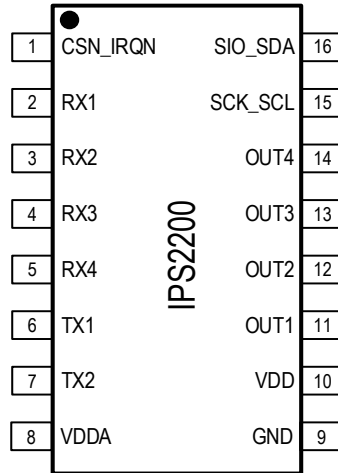 1 CSN_IRQN SIO_SDA 16
2 RX1 SCK_SCL 15
3 RX2 OUT4 14
4 RX3 OUT3 13
5 RX4 OUT2 12
6 TX1 OUT1 11
7 TX2 VDD 10
8 VDDA GND 9
IPS2200